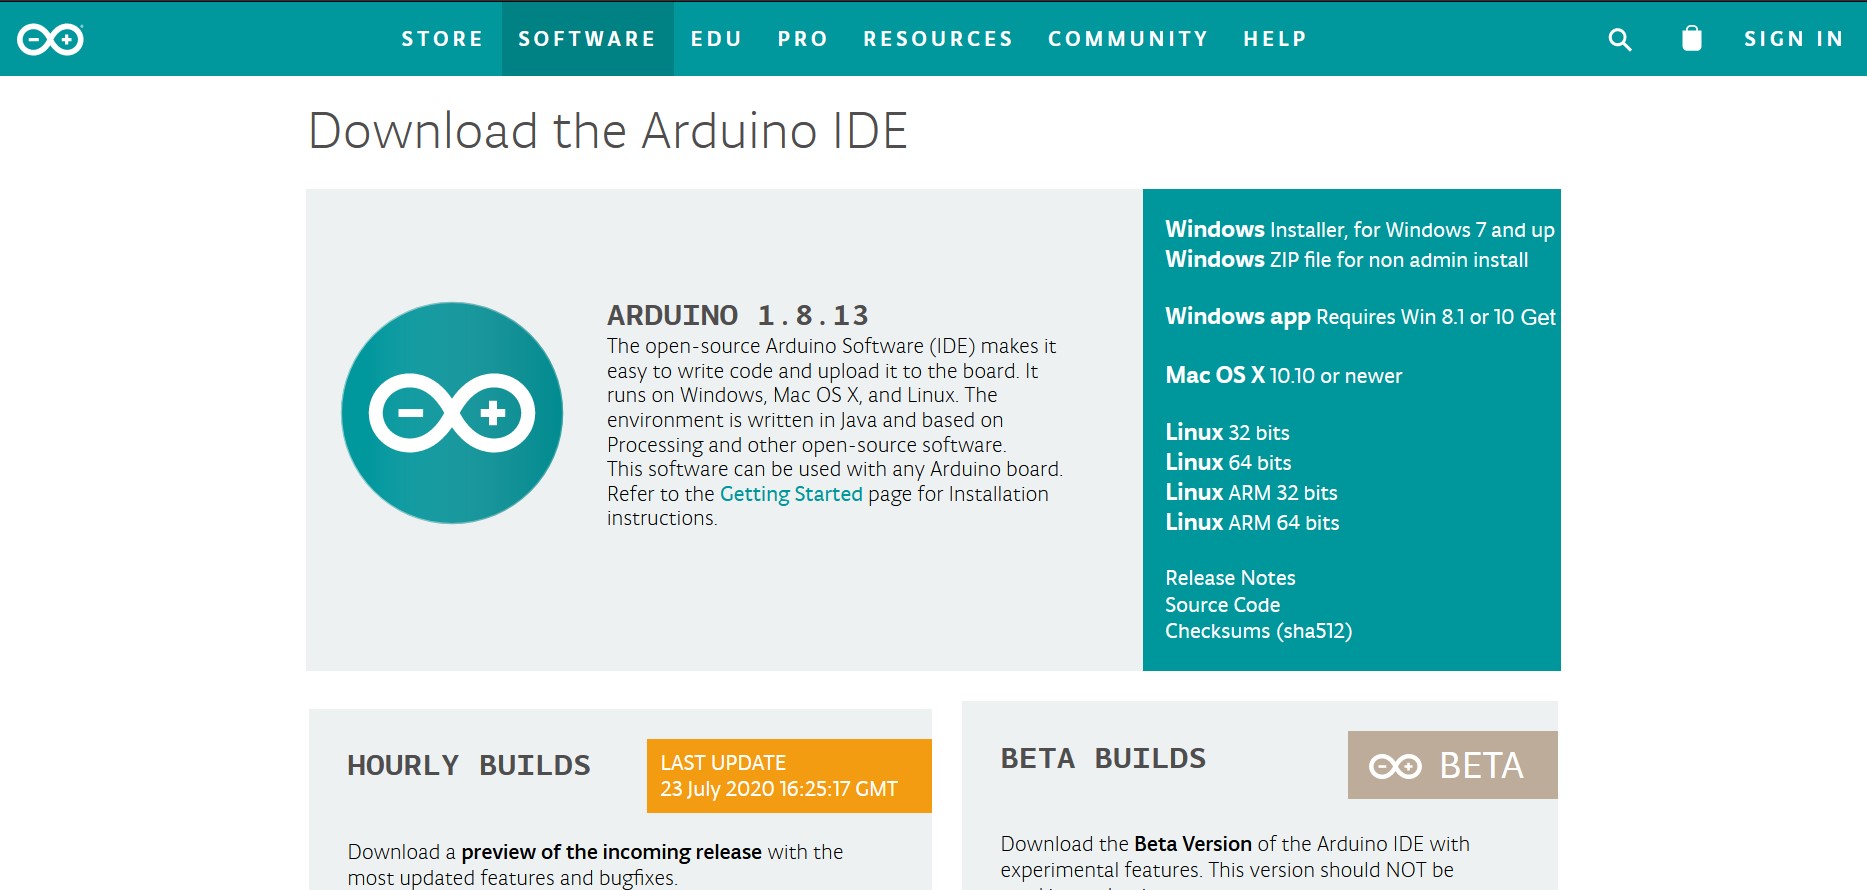 STORE SOFTWARE EDU PRO RESOURCES COMMUNITY HELP SIGN IN
Download the Arduino IDE
ARDUINO 1.8.13
The open-source Arduino Software (IDE) makes it
easy to write code and upload it to the board. It
runs on Windows, Mac OS X, and Linux. The
environment is written in Java and based on
Processing and other open-source software.
This software can be used with any Arduino board.
Refer to the Getting Started page for Installation
instructions.
Windows Installer, for Windows 7 and up
Windows ZIP file for non admin install
Windows app Requires Win 8.1 or 10 Get
Mac OS X 10.10 or newer
Linux 32 bits
Linux 64 bits
Linux ARM 32 bits
Linux ARM 64 bits
Release Notes
Source Code
Checksums (sha512)
HOURLY BUILDS
LAST UPDATE
23 July 2020 16:25:17 GMT
Download a preview of the incoming release with the
most updated features and bugfixes.
BETA BUILDS
BETA
Download the Beta Version of the Arduino IDE with
experimental features. This version should NOT be